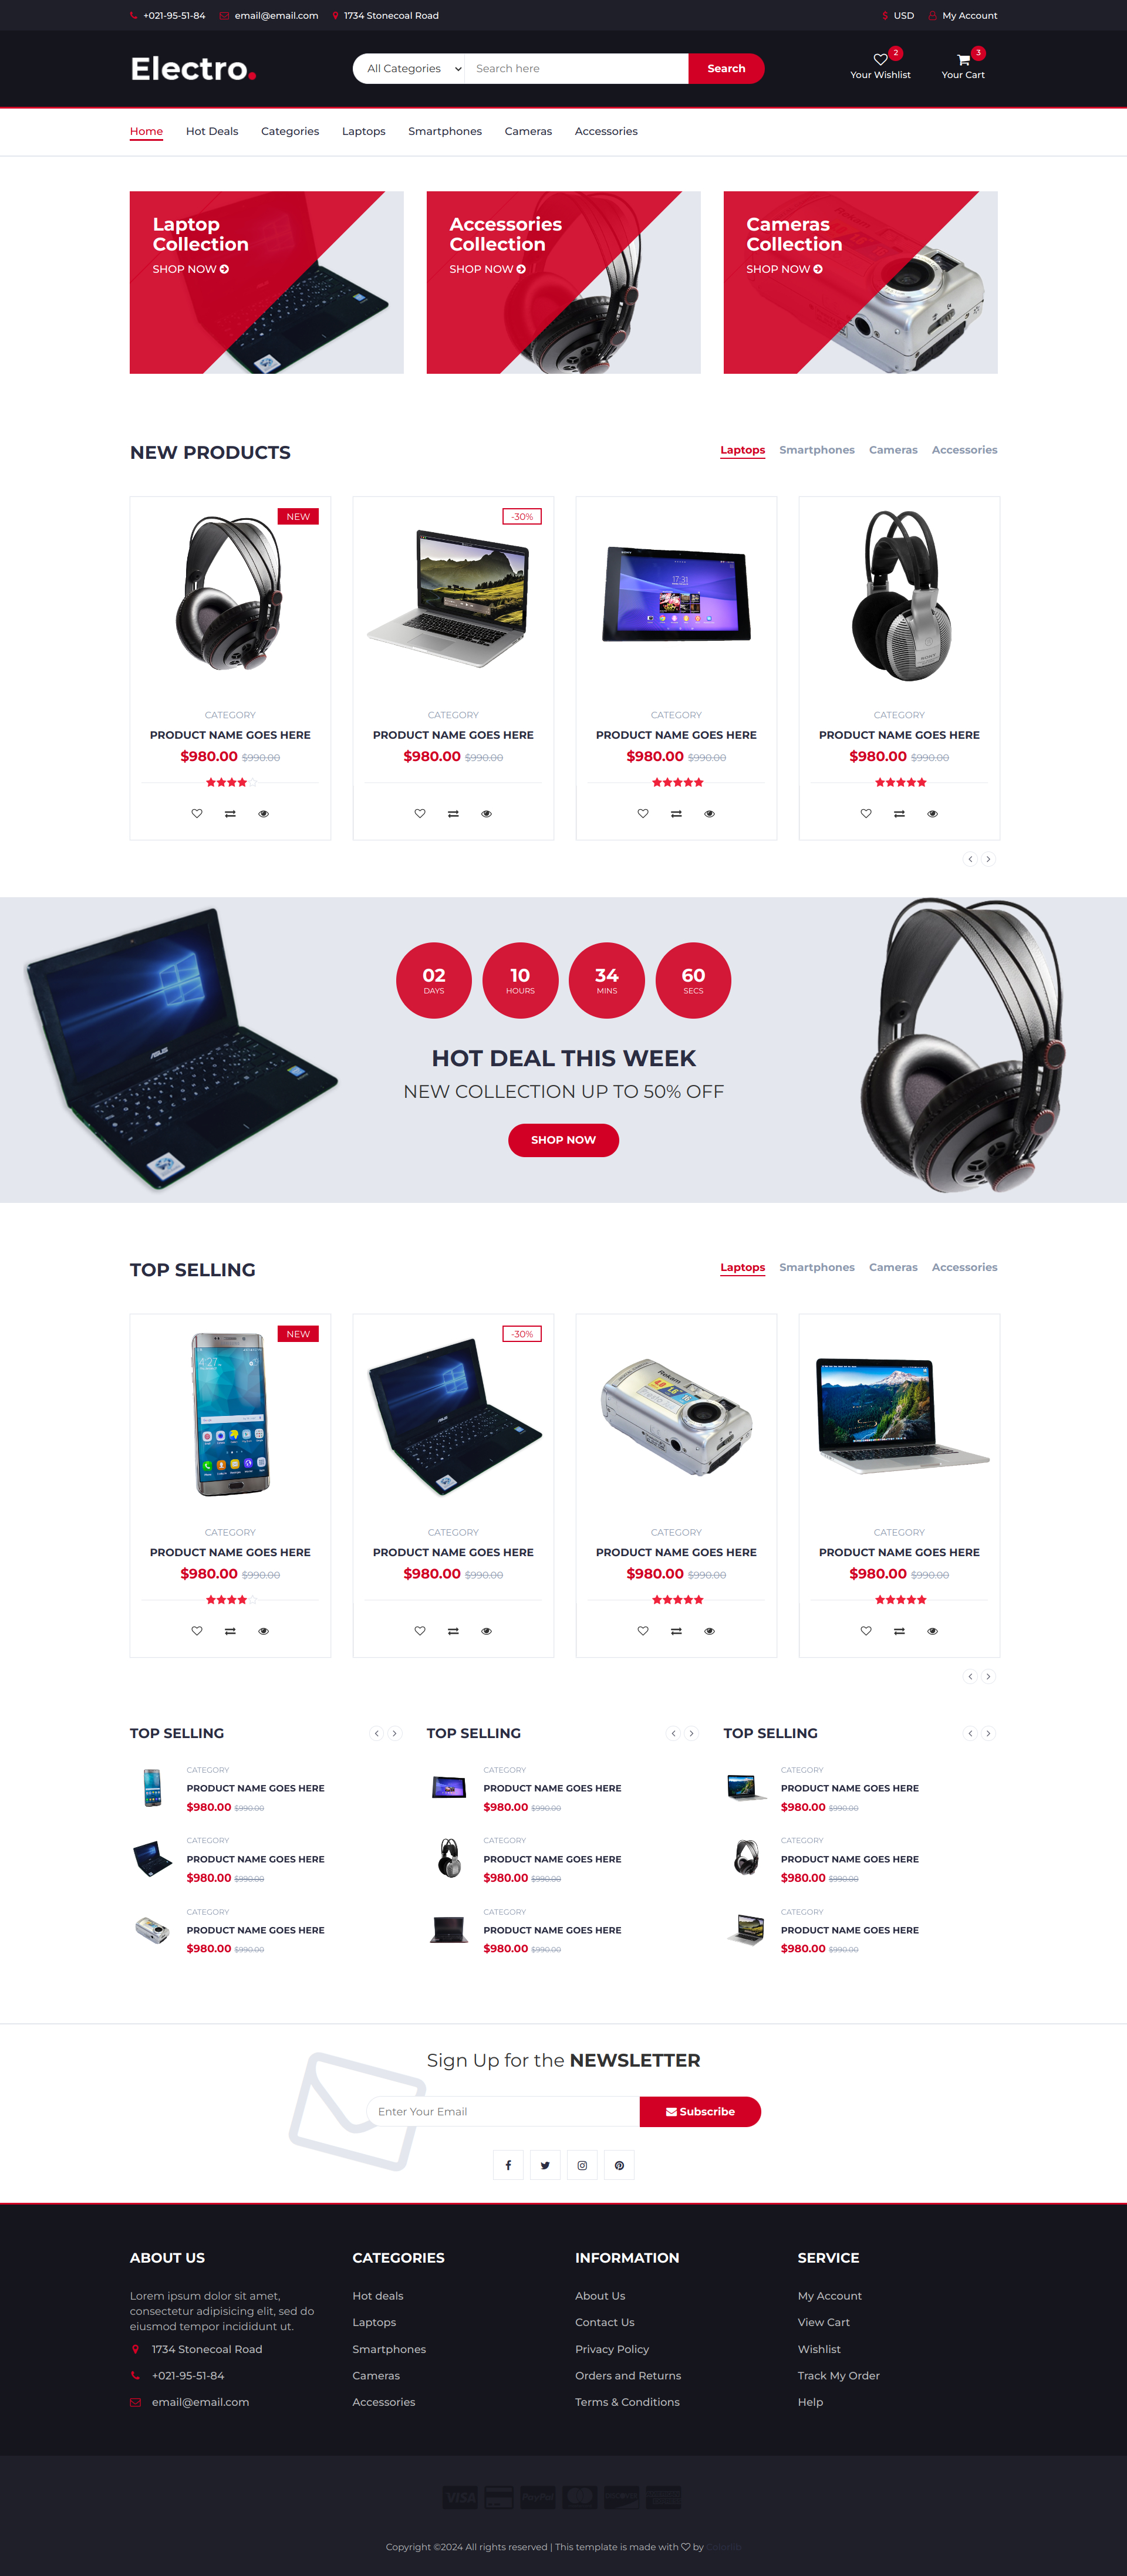 +021-95-51-84 email@email.com 1734 Stonecoal Road USD My Account
Electro. All Categories Search here Search 2 Your Wishlist 3 Your Cart
Home Hot Deals Categories Laptops Smartphones Cameras Accessories
Laptop
Collection
SHOP NOW
Accessories
Collection
SHOP NOW
Cameras
Collection
SHOP NOW
NEW PRODUCTS Laptops Smartphones Cameras Accessories
NEW
CATEGORY
PRODUCT NAME GOES HERE
$980.00 $990.00
-30%
CATEGORY
PRODUCT NAME GOES HERE
$980.00 $990.00
SONY
17:31
CATEGORY
PRODUCT NAME GOES HERE
$980.00 $990.00
CATEGORY
PRODUCT NAME GOES HERE
$980.00 $990.00
ASUS
02 10 34 60
DAYS HOURS MINS SECS
HOT DEAL THIS WEEK
NEW COLLECTION UP TO 50% OFF
SHOP NOW
TOP SELLING Laptops Smartphones Cameras Accessories
NEW
4:27
CATEGORY
PRODUCT NAME GOES HERE
$980.00 $990.00
-30%
ASUS
CATEGORY
PRODUCT NAME GOES HERE
$980.00 $990.00
Rekam
CATEGORY
PRODUCT NAME GOES HERE
$980.00 $990.00
CATEGORY
PRODUCT NAME GOES HERE
$980.00 $990.00
TOP SELLING
CATEGORY
PRODUCT NAME GOES HERE
$980.00 $990.00
CATEGORY
PRODUCT NAME GOES HERE
$980.00 $990.00
CATEGORY
PRODUCT NAME GOES HERE
$980.00 $990.00
TOP SELLING
CATEGORY
PRODUCT NAME GOES HERE
$980.00 $990.00
CATEGORY
PRODUCT NAME GOES HERE
$980.00 $990.00
CATEGORY
PRODUCT NAME GOES HERE
$980.00 $990.00
TOP SELLING
CATEGORY
PRODUCT NAME GOES HERE
$980.00 $990.00
CATEGORY
PRODUCT NAME GOES HERE
$980.00 $990.00
CATEGORY
PRODUCT NAME GOES HERE
$980.00 $990.00
Sign Up for the NEWSLETTER
Enter Your Email Subscribe
ABOUT US
Lorem ipsum dolor sit amet,
consectetur adipisicing elit, sed do
eiusmod tempor incididunt ut.
1734 Stonecoal Road
+021-95-51-84
email@email.com
CATEGORIES
Hot deals
Laptops
Smartphones
Cameras
Accessories
INFORMATION
About Us
Contact Us
Privacy Policy
Orders and Returns
Terms & Conditions
SERVICE
My Account
View Cart
Wishlist
Track My Order
Help
VISA PayPal
Copyright ©2024 All rights reserved | This template is made with ♡ by